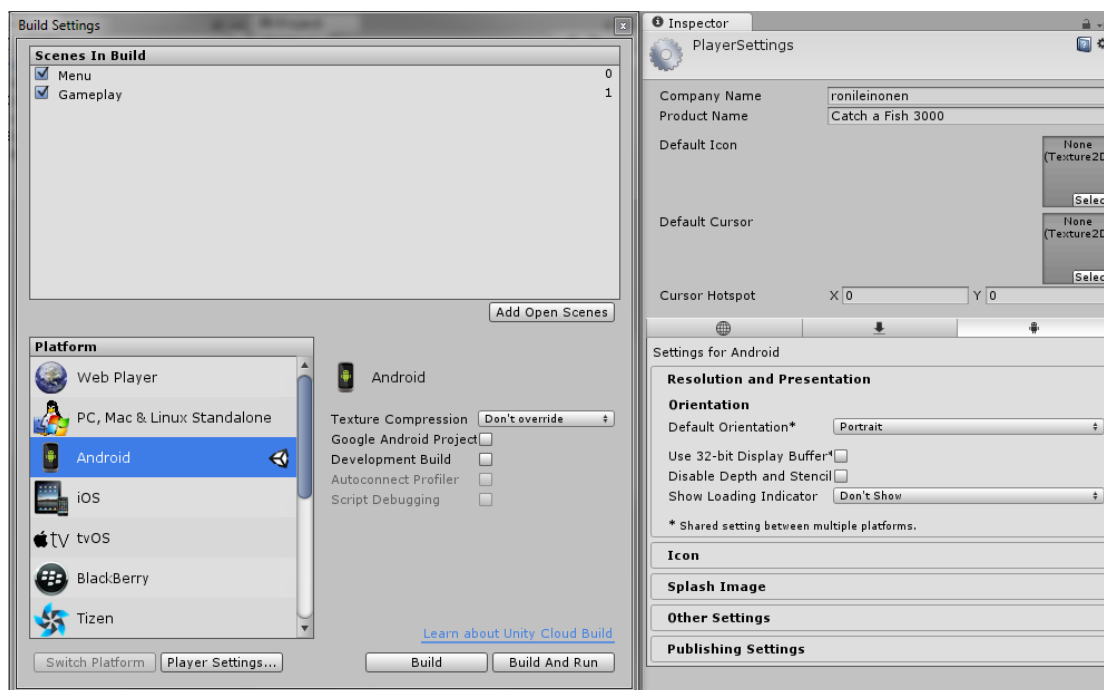 Build Settings
Scenes In Build
Menu 0
Gameplay 1
Add Open Scenes
Platform
Web Player
PC, Mac & Linux Standalone
Android
iOS
tv tvOS
BlackBerry
Tizen
Android
Texture Compression Don't override
Google Android Project
Development Build
Autoconnect Profiler
Script Debugging
Learn about Unity Cloud Build
Switch Platform Player Settings... Build Build And Run
Inspector
PlayerSettings
Company Name ronileinonen
Product Name Catch a Fish 3000
Default Icon None
(Texture2D
Selec
Default Cursor None
(Texture2D
Selec
Cursor Hotspot X 0 Y 0
Settings for Android
Resolution and Presentation
Orientation
Default Orientation* Portrait
Use 32-bit Display Buffer*
Disable Depth and Stencil
Show Loading Indicator Don't Show
* Shared setting between multiple platforms.
Icon
Splash Image
Other Settings
Publishing Settings